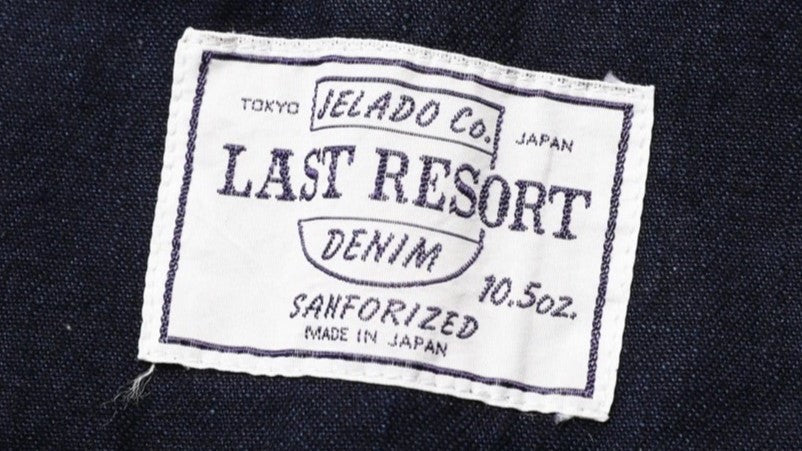 TOKYO JELADO Co. JAPAN
LAST RESORT
DENIM
10.5oz.
SANFORIZED
MADE IN JAPAN